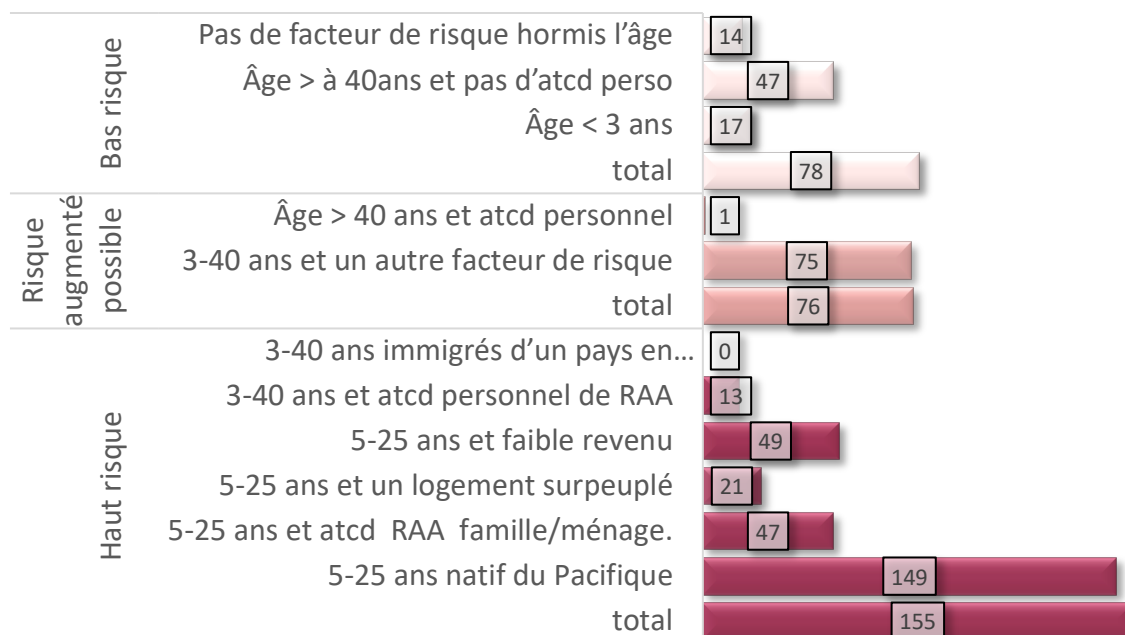 Bas risque
Pas de facteur de risque hormis l’âge 14
Âge > à 40ans et pas d’atcd perso 47
Âge < 3 ans 17
total 78
Risque
augmenté
possible
Âge > 40 ans et atcd personnel 1
3-40 ans et un autre facteur de risque 75
total 76
Haut risque
3-40 ans immigrés d’un pays en… 0
3-40 ans et atcd personnel de RAA 13
5-25 ans et faible revenu 49
5-25 ans et un logement surpeuplé 21
5-25 ans et atcd RAA famille/ménage. 47
5-25 ans natif du Pacifique 149
total 155